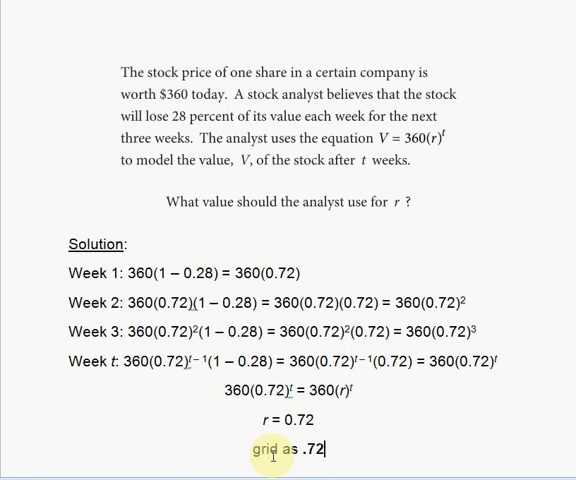 The stock price of one share in a certain company is
worth $360 today. A stock analyst believes that the stock
will lose 28 percent of its value each week for the next
three weeks. The analyst uses the equation V = 360(r)ᵗ
to model the value, V, of the stock after t weeks.
What value should the analyst use for r ?
Solution:
Week 1: 360(1 – 0.28) = 360(0.72)
Week 2: 360(0.72)(1 – 0.28) = 360(0.72)(0.72) = 360(0.72)²
Week 3: 360(0.72)²(1 – 0.28) = 360(0.72)²(0.72) = 360(0.72)³
Week t: 360(0.72)ᵗ⁻¹(1 – 0.28) = 360(0.72)ᵗ⁻¹(0.72) = 360(0.72)ᵗ
360(0.72)ᵗ = 360(r)ᵗ
r = 0.72
grid as .72